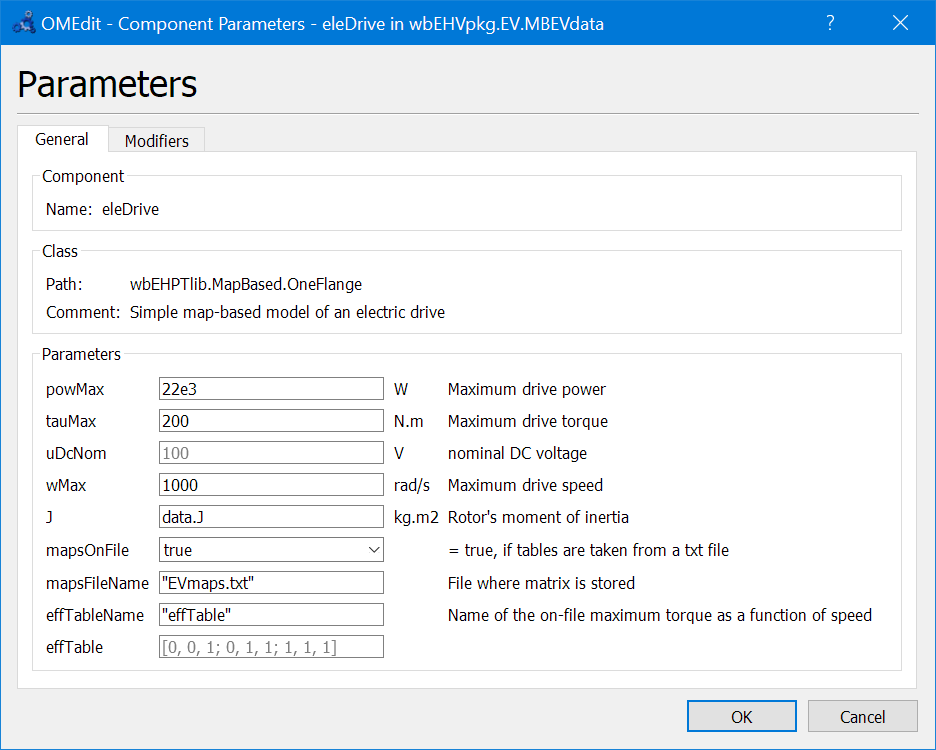 OMEdit - Component Parameters - eleDrive in wbEHVpkg.EV.MBEVdata ?
Parameters
General Modifiers
Component
Name: eleDrive
Class
Path: wbEHPTlib.MapBased.OneFlange
Comment: Simple map-based model of an electric drive
Parameters
powMax 22e3 W Maximum drive power
tauMax 200 N.m Maximum drive torque
uDcNom 100 V nominal DC voltage
wMax 1000 rad/s Maximum drive speed
J data.J kg.m2 Rotor's moment of inertia
mapsOnFile true = true, if tables are taken from a txt file
mapsFileName "EVmaps.txt" File where matrix is stored
effTableName "effTable" Name of the on-file maximum torque as a function of speed
effTable [0, 0, 1; 0, 1, 1; 1, 1, 1]
OK Cancel